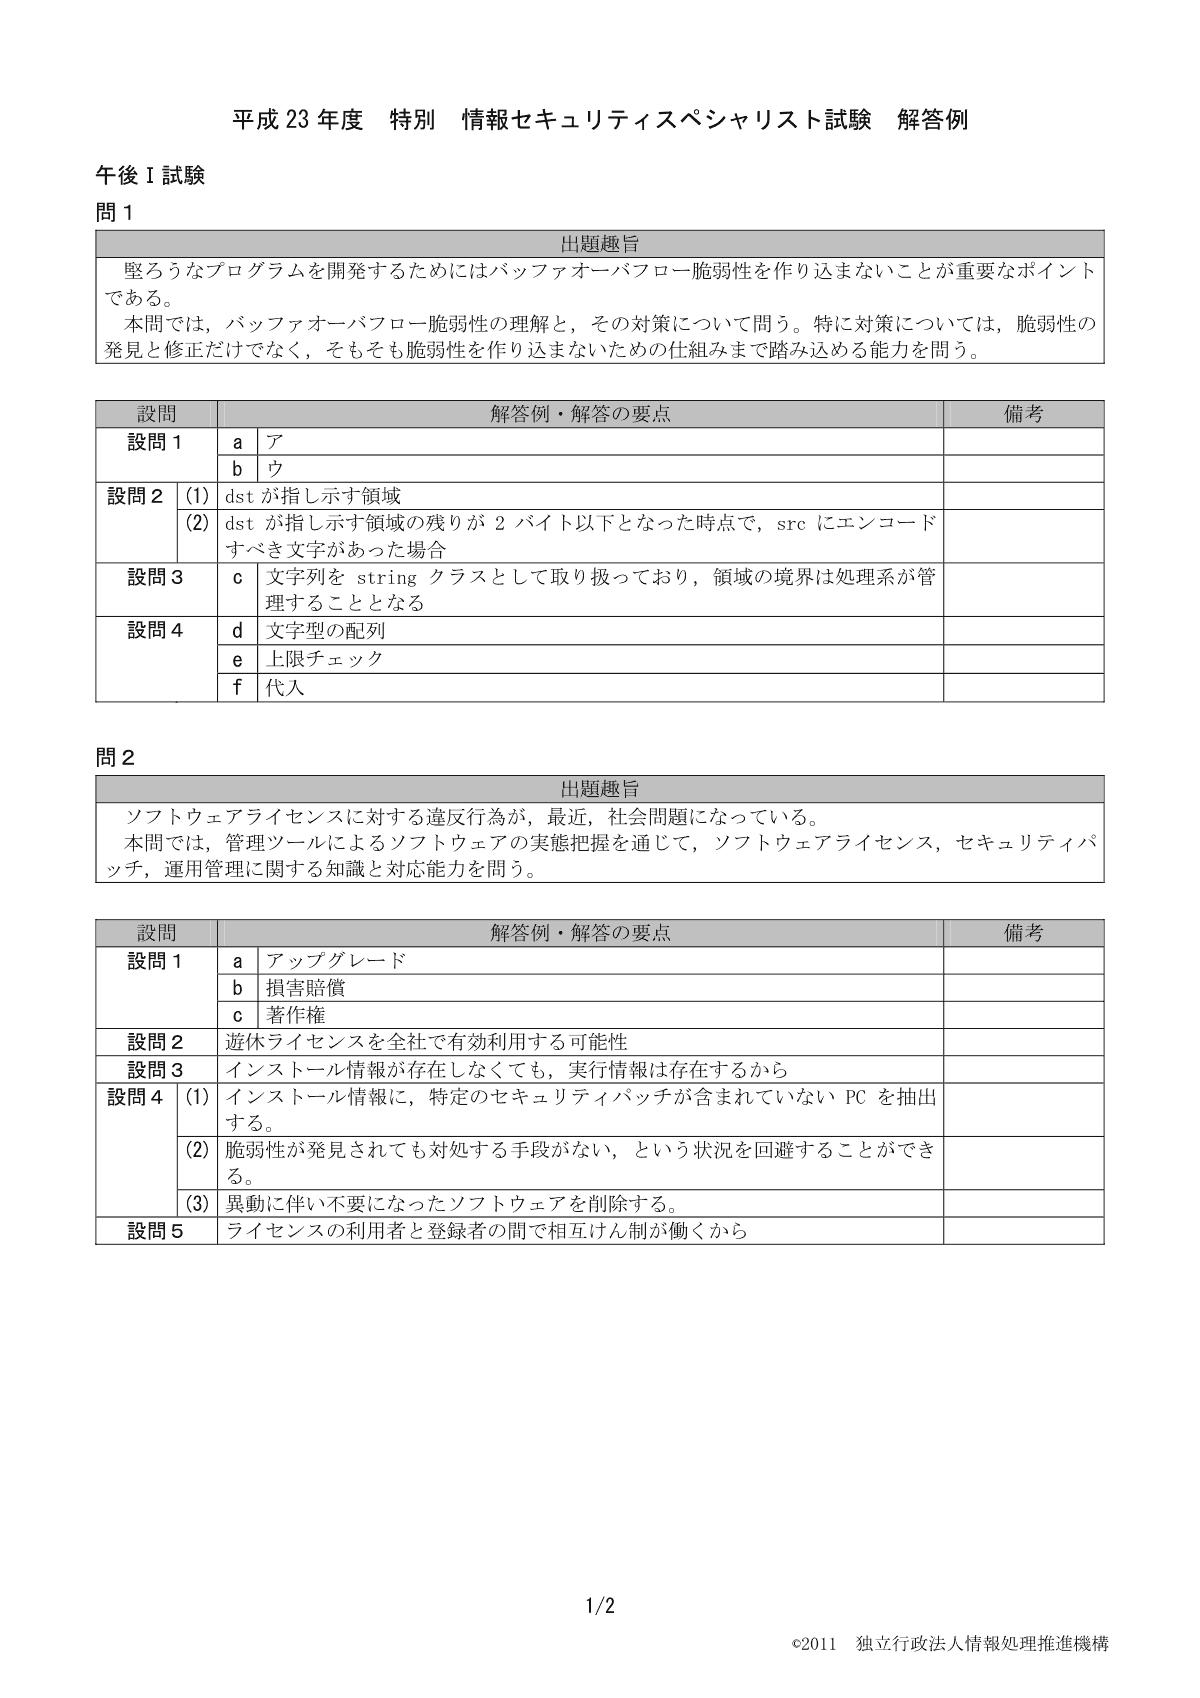 平成 23 年度　特別　情報セキュリティスペシャリスト試験　解答例
午後 I 試験
問 1
出題趣旨
堅ろうなプログラムを開発するためにはバッファオーバフロー脆弱性を作り込まないことが重要なポイント
である。
本問では，バッファオーバフロー脆弱性の理解と，その対策について問う。特に対策については，脆弱性の
発見と修正だけでなく，そもそも脆弱性を作り込まないための仕組みまで踏み込める能力を問う。
設問 解答例・解答の要点 備考
設問 1 a ア
b ウ
設問 2 (1) dst が指し示す領域
(2) dst が指し示す領域の残りが 2 バイト以下となった時点で，src にエンコード
すべき文字があった場合
設問 3 c 文字列を string クラスとして取り扱っており，領域の境界は処理系が管
理することとなる
設問 4 d 文字型の配列
e 上限チェック
f 代入
問 2
出題趣旨
ソフトウェアライセンスに対する違反行為が，最近，社会問題になっている。
本問では，管理ツールによるソフトウェアの実態把握を通じて，ソフトウェアライセンス，セキュリティパ
ッチ，運用管理に関する知識と対応能力を問う。
設問 解答例・解答の要点 備考
設問 1 a アップグレード
b 損害賠償
c 著作権
設問 2 遊休ライセンスを全社で有効利用する可能性
設問 3 インストール情報が存在しなくても，実行情報は存在するから
設問 4 (1) インストール情報に，特定のセキュリティパッチが含まれていない PC を抽出
する。
(2) 脆弱性が発見されても対処する手段がない，という状況を回避することができ
る。
(3) 異動に伴い不要になったソフトウェアを削除する。
設問 5 ライセンスの利用者と登録者の間で相互けん制が働くから
1/2
©2011　独立行政法人情報処理推進機構